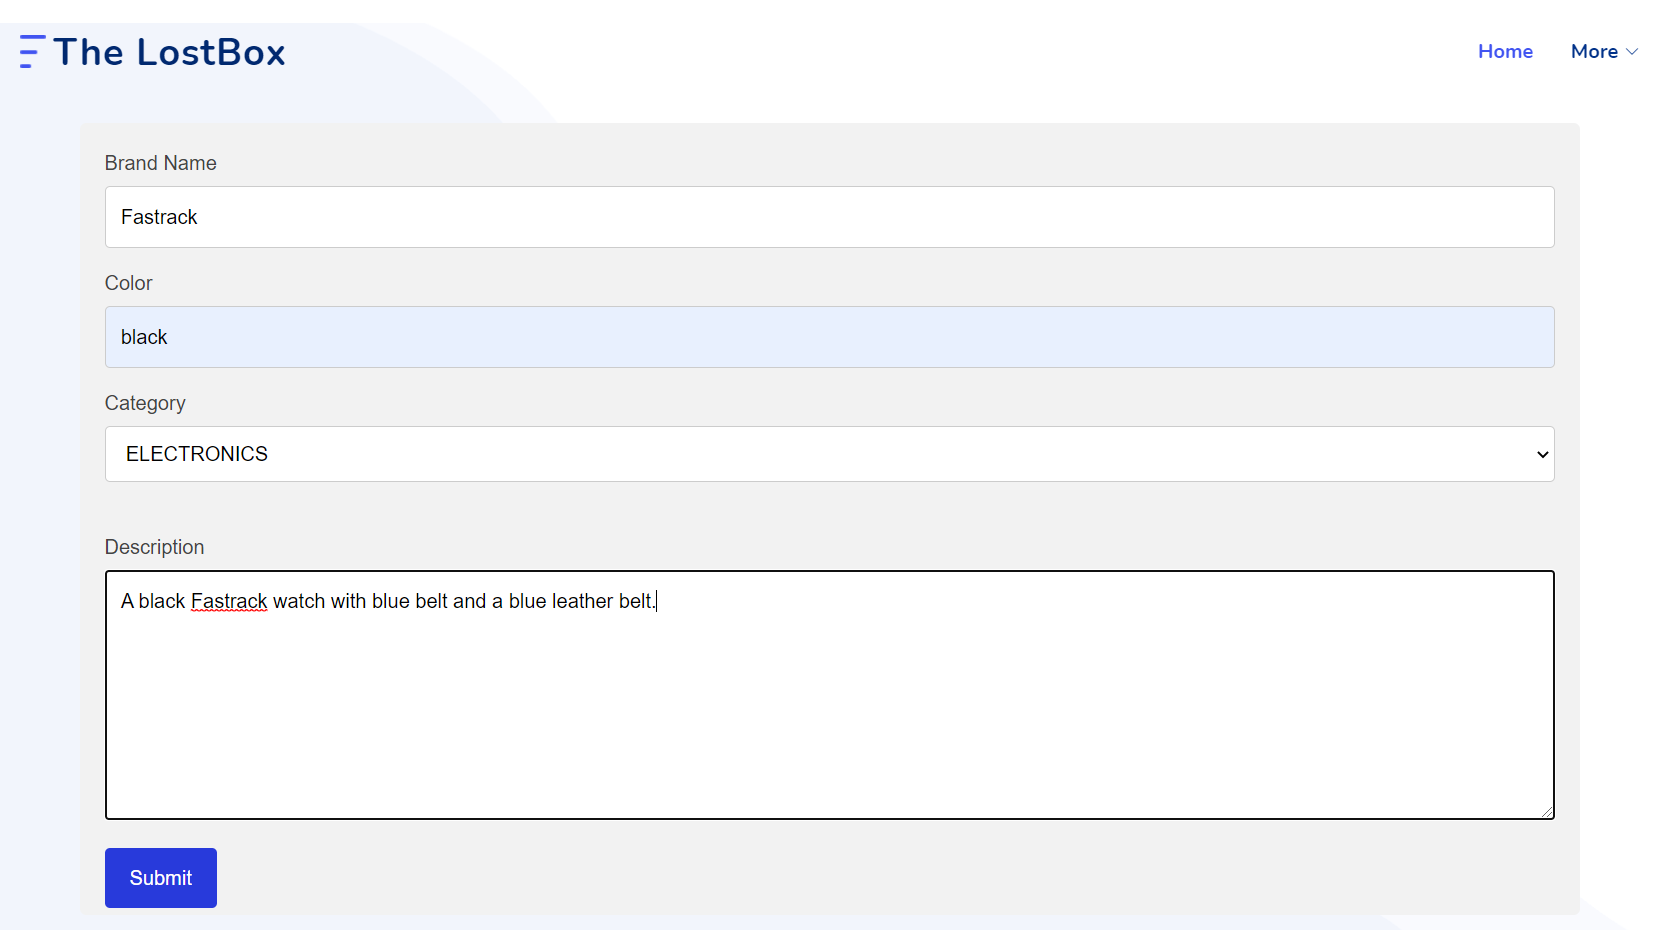 The LostBox
Home More
Brand Name
Fastrack
Color
black
Category
ELECTRONICS
Description
A black Fastrack watch with blue belt and a blue leather belt.
Submit